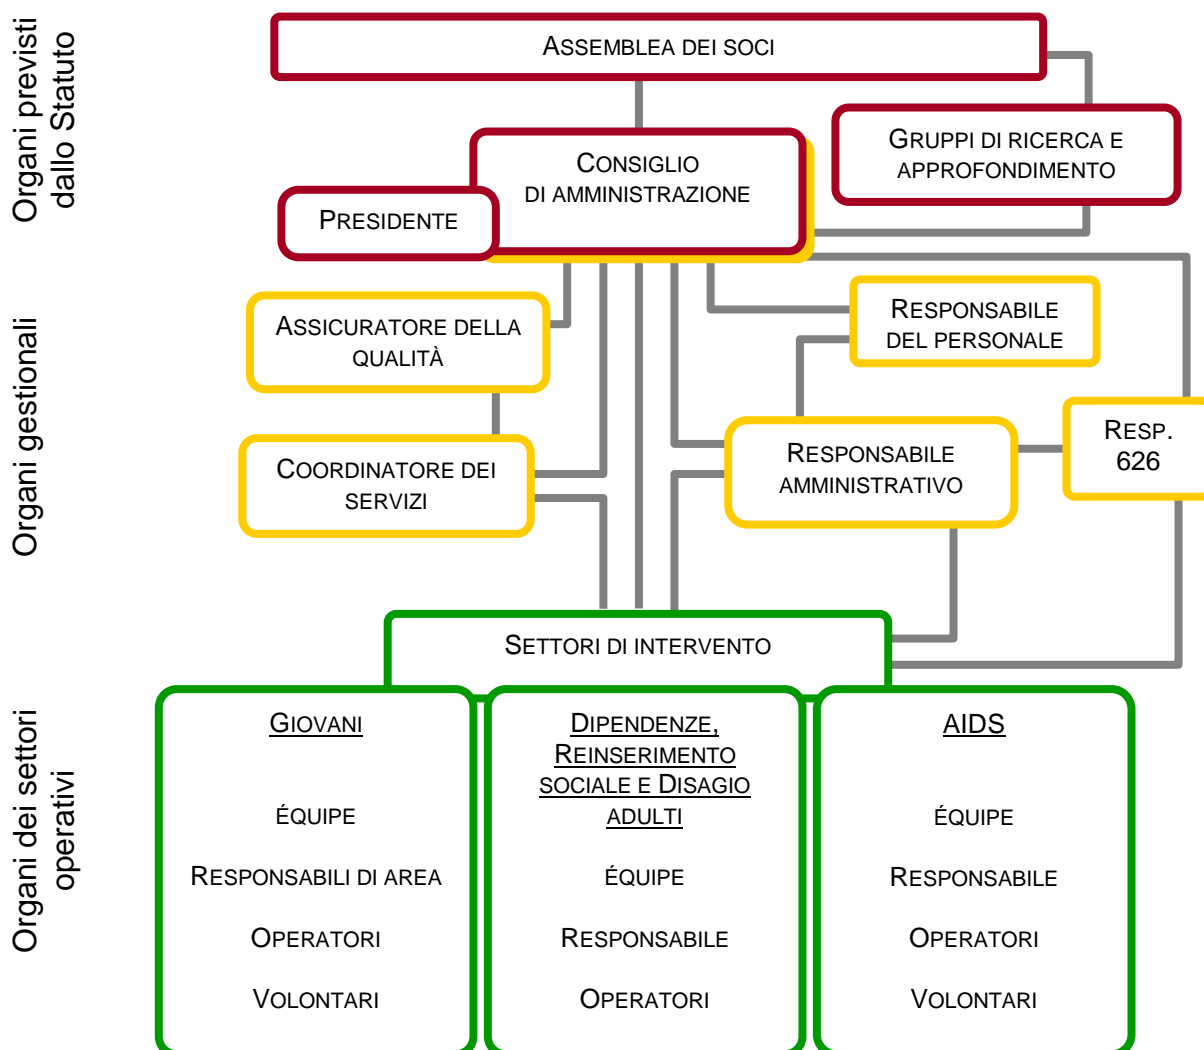 Organi previsti
dallo Statuto
ASSEMBLEA DEI SOCI
GRUPPI DI RICERCA E
APPROFONDIMENTO
CONSIGLIO
DI AMMINISTRAZIONE
PRESIDENTE
Organi gestionali
ASSICURATORE DELLA
QUALITÀ
RESPONSABILE
DEL PERSONALE
COORDINATORE DEI
SERVIZI
RESPONSABILE
AMMINISTRATIVO
RESP.
626
Organi dei settori
operativi
SETTORI DI INTERVENTO
GIOVANI
ÉQUIPE
RESPONSABILI DI AREA
OPERATORI
VOLONTARI
DIPENDENZE,
REINSERIMENTO
SOCIALE E DISAGIO
ADULTI
ÉQUIPE
RESPONSABILE
OPERATORI
AIDS
ÉQUIPE
RESPONSABILE
OPERATORI
VOLONTARI